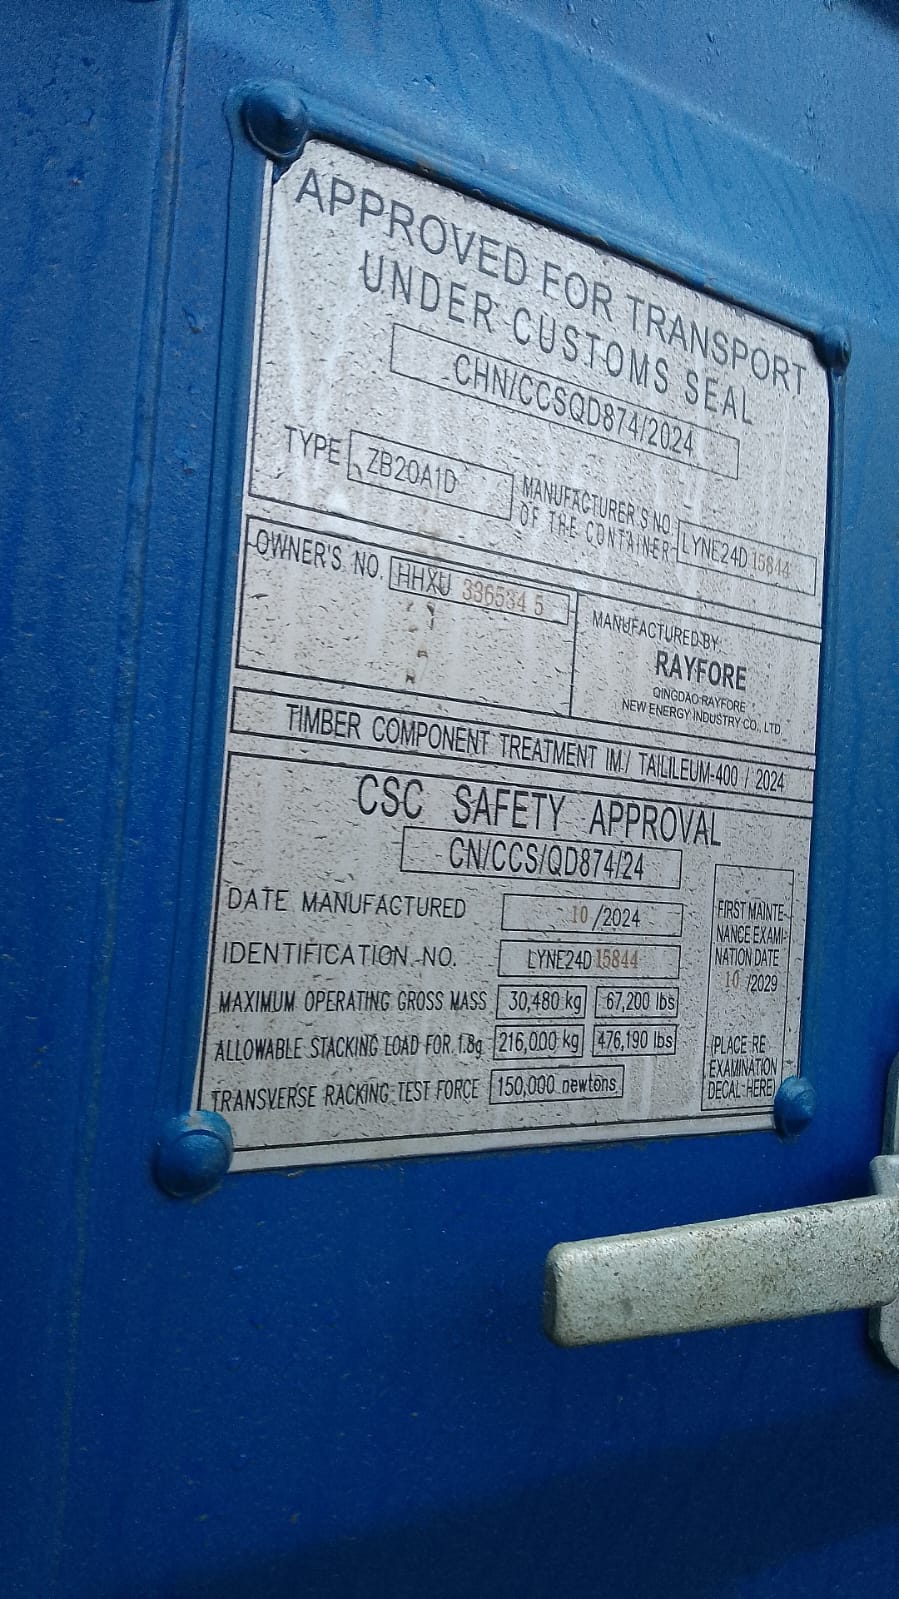 APPROVED FOR TRANSPORT
UNDER CUSTOMS SEAL
CHN/CCSQD874/2024
TYPE ZB20A1D
MANUFACTURER'S NO.
OF THE CONTAINER LYNE24D 15844
OWNER'S NO. HHXU 336534 5
MANUFACTURED BY:
RAYFORE
QINGDAO RAYFORE
NEW ENERGY INDUSTRY CO., LTD.
TIMBER COMPONENT TREATMENT IM / TAILILEUM-400 / 2024
CSC SAFETY APPROVAL
CN/CCS/QD874/24
DATE MANUFACTURED 10 /2024
IDENTIFICATION NO. LYNE24D 15844
MAXIMUM OPERATING GROSS MASS 30,480 kg 67,200 lbs
ALLOWABLE STACKING LOAD FOR 1.8g 216,000 kg 476,190 lbs
TRANSVERSE RACKING TEST FORCE 150,000 newtons
FIRST MAINTE-
NANCE EXAMI-
NATION DATE
10 /2029
(PLACE RE
EXAMINATION
DECAL HERE)